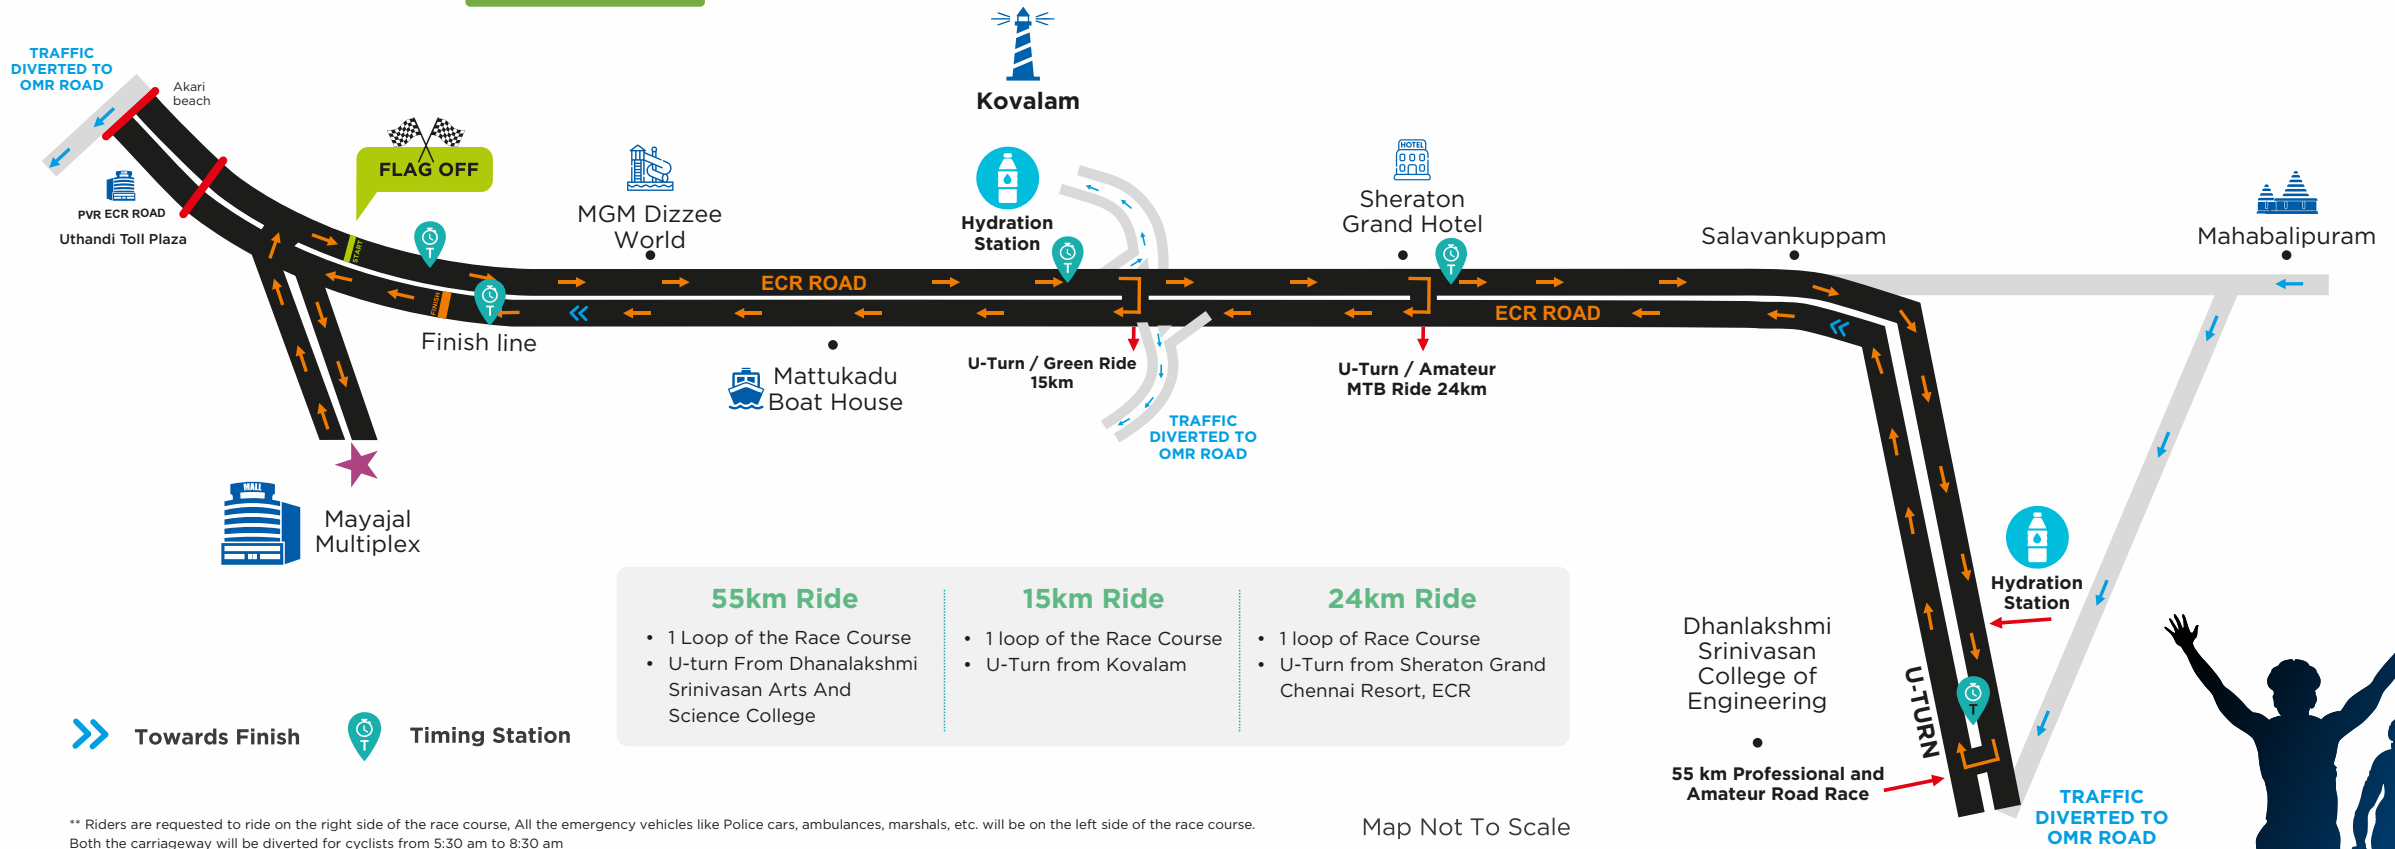 TRAFFIC
DIVERTED TO
OMR ROAD
Akari
beach
PVR ECR ROAD
Uthandi Toll Plaza
FLAG OFF
START
FINISH
T
T
Finish line
MGM Dizzee
World
Kovalam
Hydration
Station
T
HOTEL
Sheraton
Grand Hotel
T
Salavankuppam
Mahabalipuram
ECR ROAD
ECR ROAD
Mattukadu
Boat House
U-Turn / Green Ride
15km
U-Turn / Amateur
MTB Ride 24km
TRAFFIC
DIVERTED TO
OMR ROAD
MALL
Mayajal
Multiplex
55km Ride
• 1 Loop of the Race Course
• U-turn From Dhanalakshmi
Srinivasan Arts And
Science College
15km Ride
• 1 loop of the Race Course
• U-Turn from Kovalam
24km Ride
• 1 loop of Race Course
• U-Turn from Sheraton Grand
Chennai Resort, ECR
Hydration
Station
Dhanlakshmi
Srinivasan
College of
Engineering
U-TURN
T
55 km Professional and
Amateur Road Race
TRAFFIC
DIVERTED TO
OMR ROAD
Towards Finish
T
Timing Station
** Riders are requested to ride on the right side of the race course, All the emergency vehicles like Police cars, ambulances, marshals, etc. will be on the left side of the race course.
Both the carriageway will be diverted for cyclists from 5:30 am to 8:30 am
Map Not To Scale